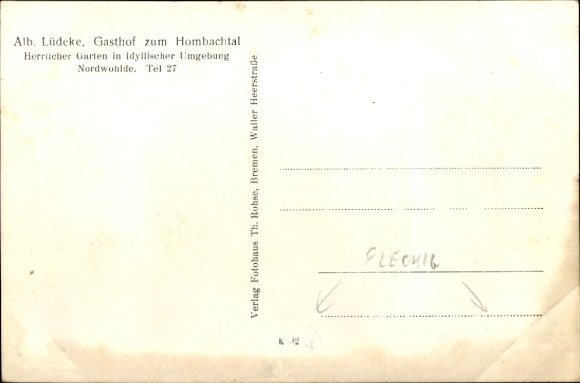 Alb. Lüdeke, Gasthof zum Hombachtal
Herrlicher Garten in idyllischer Umgebung
Nordwohlde. Tel 27
Verlag Fotohaus Th. Rohse, Bremen, Waller Heerstraße
FLECKIG